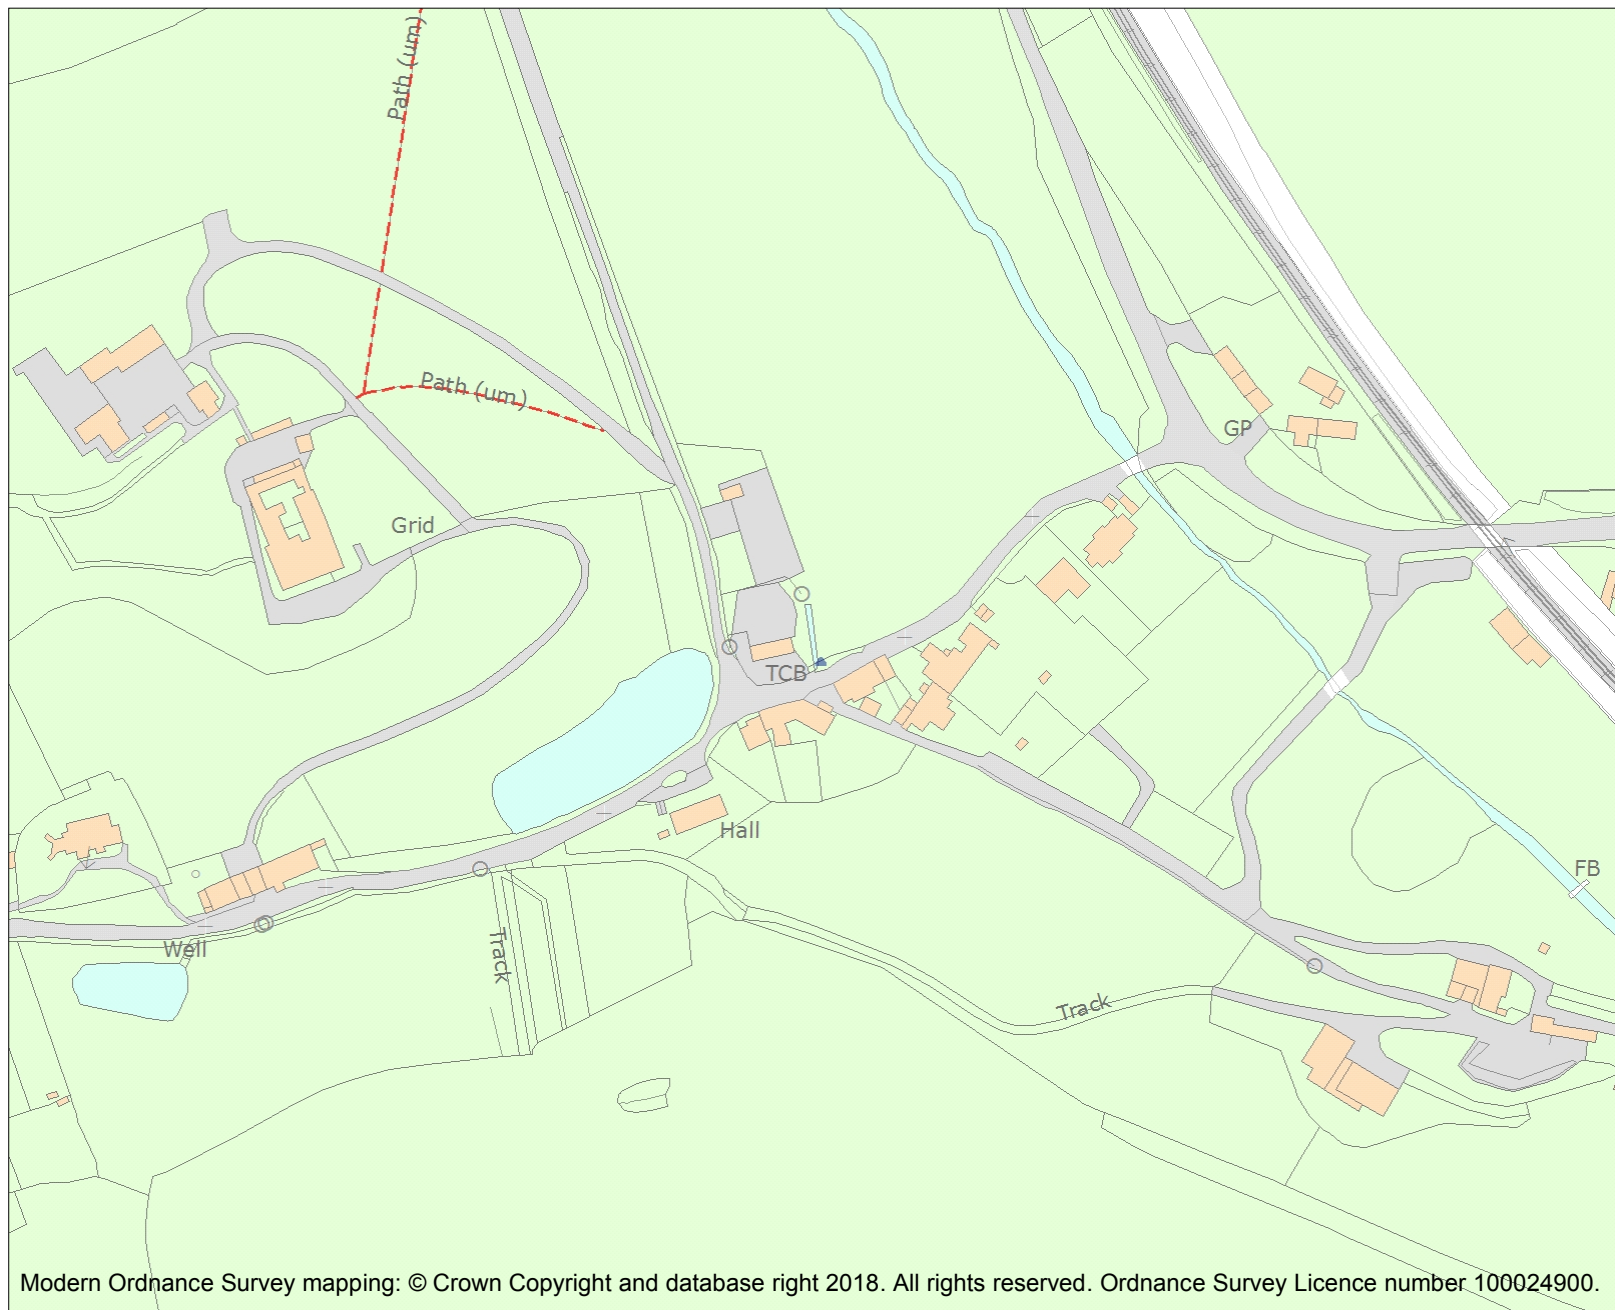 Path (um)
Path (um)
GP
Grid
TCB
Hall
FB
Well
Track
Track
Modern Ordnance Survey mapping: © Crown Copyright and database right 2018. All rights reserved. Ordnance Survey Licence number 100024900.